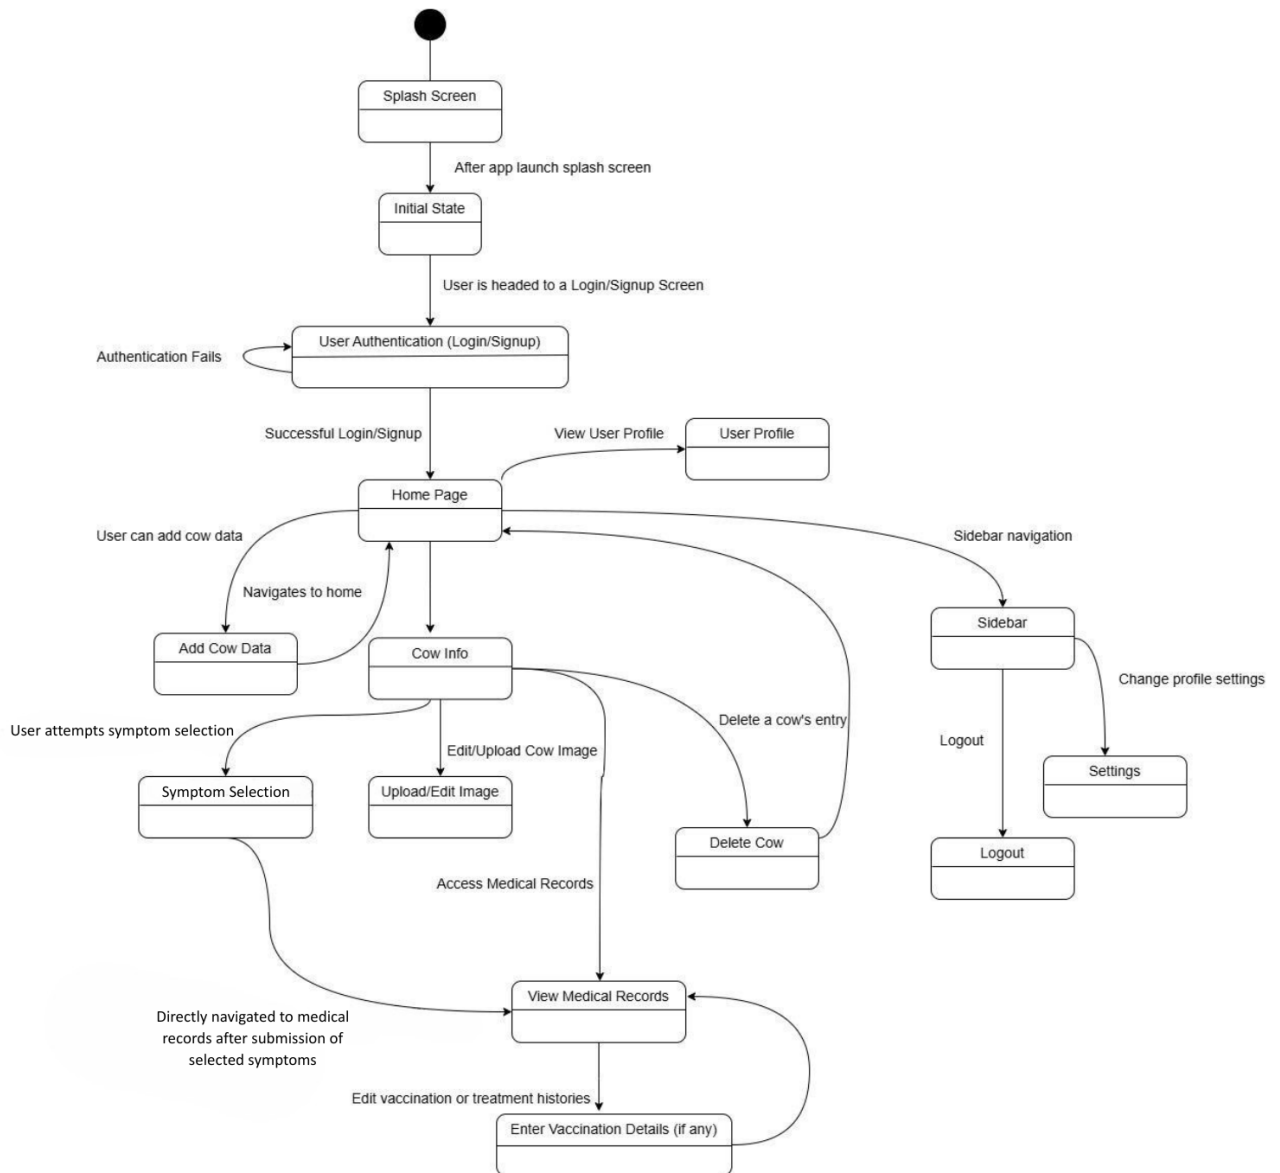 Splash Screen
After app launch splash screen
Initial State
User is headed to a Login/Signup Screen
User Authentication (Login/Signup)
Authentication Fails
Successful Login/Signup
View User Profile
User Profile
Home Page
User can add cow data
Sidebar navigation
Navigates to home
Add Cow Data
Cow Info
Sidebar
Change profile settings
User attempts symptom selection
Delete a cow's entry
Logout
Edit/Upload Cow Image
Settings
Symptom Selection
Upload/Edit Image
Delete Cow
Logout
Access Medical Records
View Medical Records
Directly navigated to medical
records after submission of
selected symptoms
Edit vaccination or treatment histories
Enter Vaccination Details (if any)